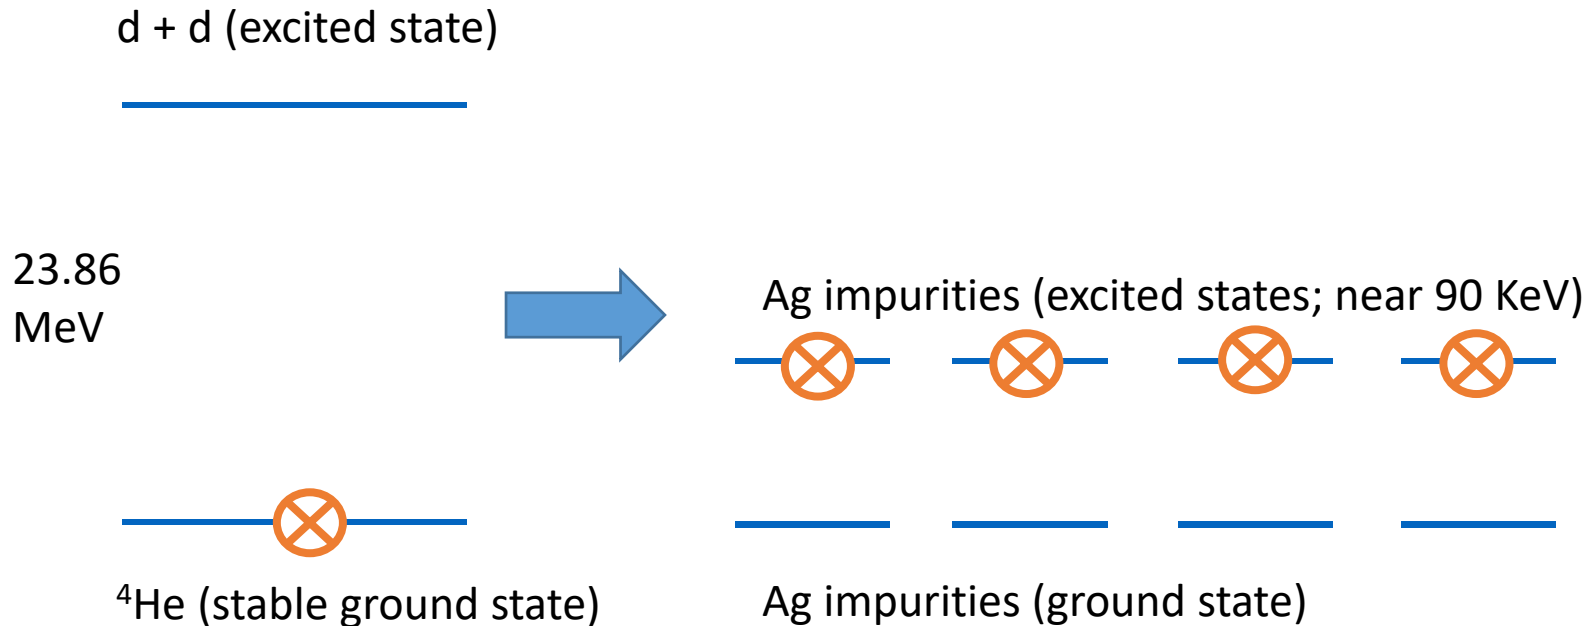 d + d (excited state)
23.86
MeV
Ag impurities (excited states; near 90 KeV)
⁴He (stable ground state)
Ag impurities (ground state)